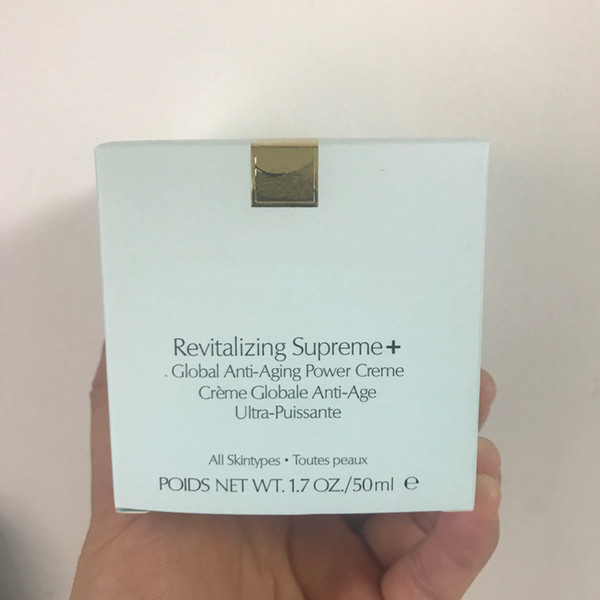 Revitalizing Supreme+
. Global Anti-Aging Power Creme
Crème Globale Anti-Age
Ultra-Puissante
All Skintypes • Toutes peaux
POIDS NET WT. 1.7 OZ./50ml ℮